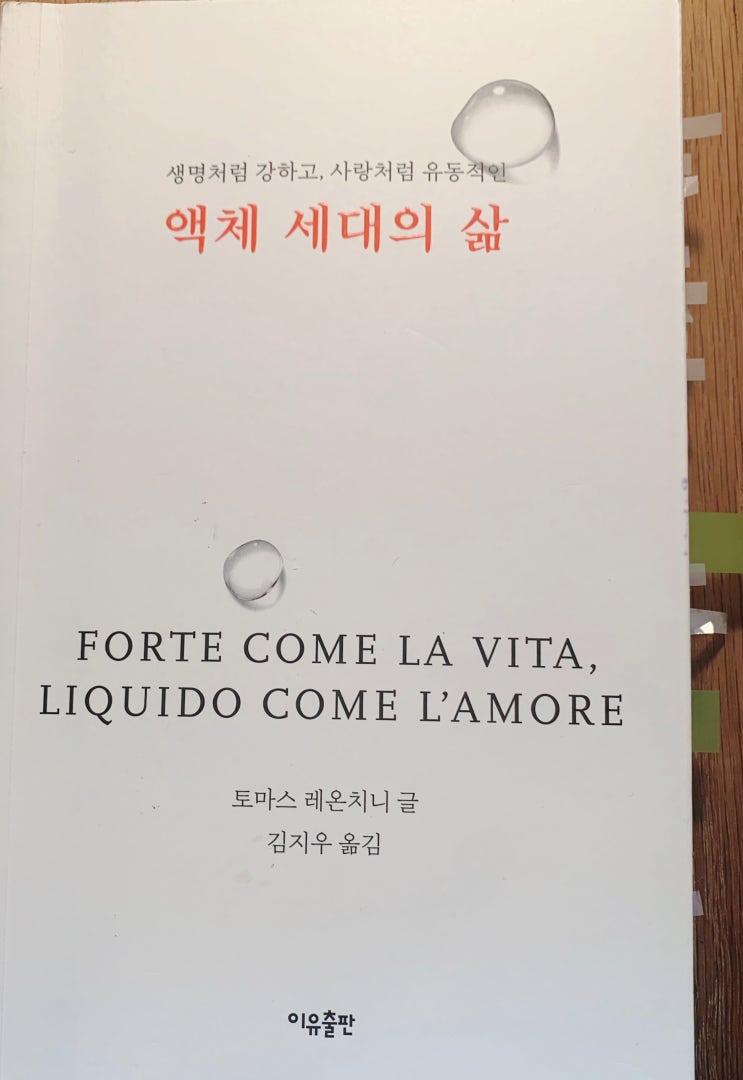 생명처럼 강하고, 사랑처럼 유동적인
액체 세대의 삶
FORTE COME LA VITA,
LIQUIDO COME L’AMORE
토마스 레온치니 글
김지우 옮김
이유출판